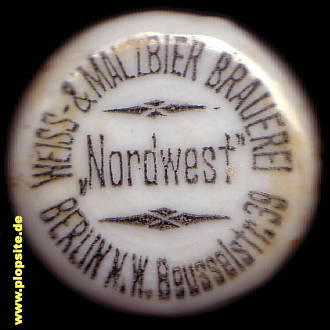 WEISS- & MALZBIER BRAUEREI
„Nordwest"
BERLIN N.W. Beusselstr. 39
www.plopsite.de